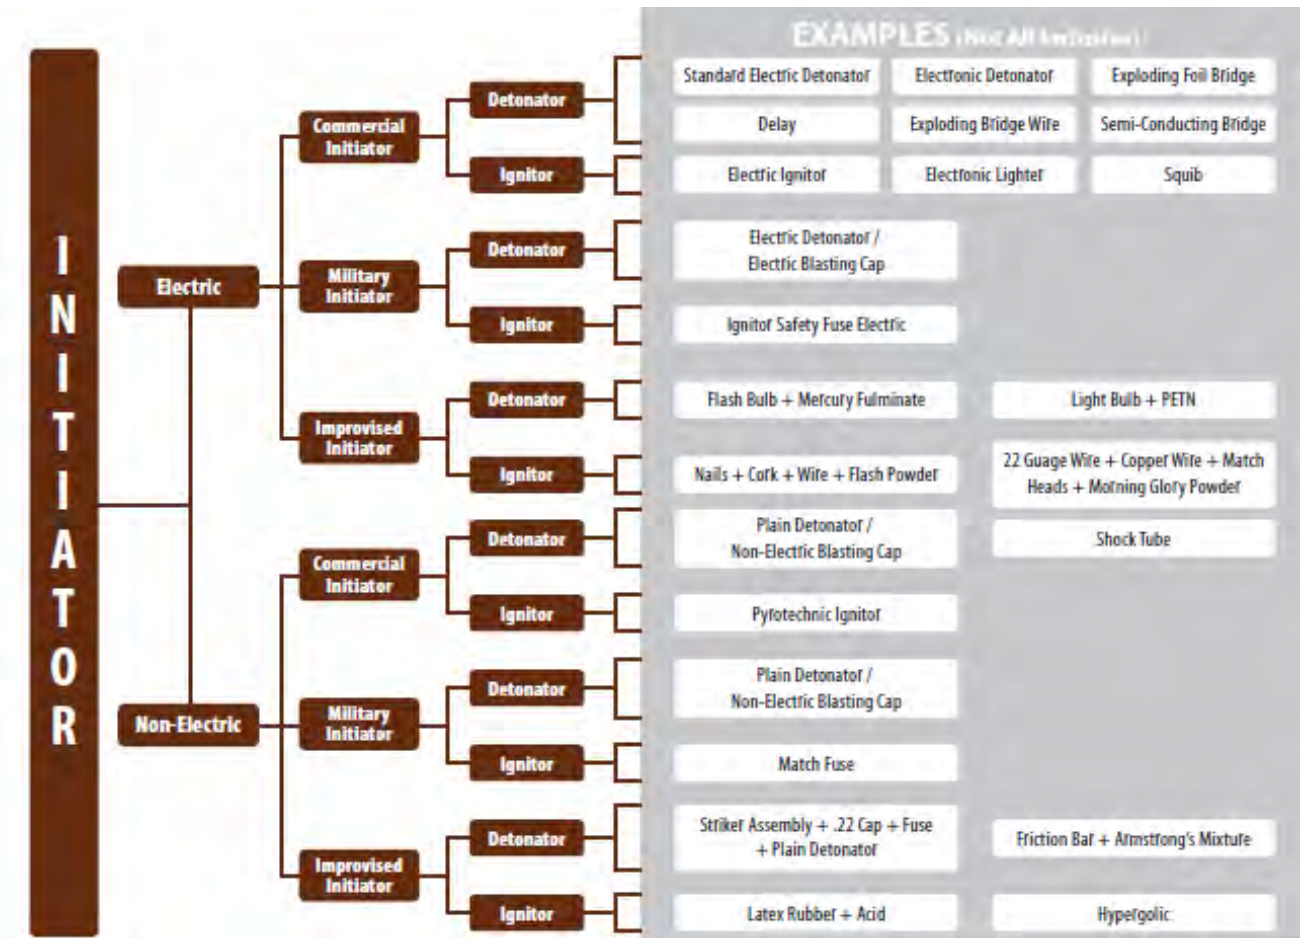 EXAMPLES (Not All Inclusive)
INITIATOR
Electric
Commercial
Initiator
Detonator
Standard Electric Detonator
Electronic Detonator
Exploding Foil Bridge
Delay
Exploding Bridge Wire
Semi-Conducting Bridge
Ignitor
Electric Ignitor
Electronic Lighter
Squib
Military
Initiator
Detonator
Electric Detonator /
Electric Blasting Cap
Ignitor
Ignitor Safety Fuse Electric
Improvised
Initiator
Detonator
Flash Bulb + Mercury Fulminate
Light Bulb + PETN
Ignitor
Nails + Cork + Wire + Flash Powder
22 Guage Wire + Copper Wire + Match
Heads + Morning Glory Powder
Non-Electric
Commercial
Initiator
Detonator
Plain Detonator /
Non-Electric Blasting Cap
Shock Tube
Ignitor
Pyrotechnic Ignitor
Military
Initiator
Detonator
Plain Detonator /
Non-Electric Blasting Cap
Ignitor
Match Fuse
Improvised
Initiator
Detonator
Striker Assembly + .22 Cap + Fuse
+ Plain Detonator
Friction Bar + Armstrong's Mixture
Ignitor
Latex Rubber + Acid
Hypergolic